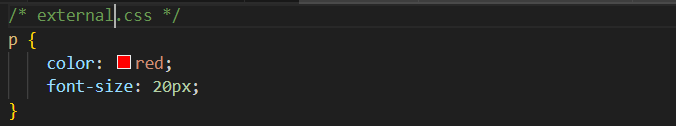 /* external.css */
p {
    color: red;
    font-size: 20px;
}